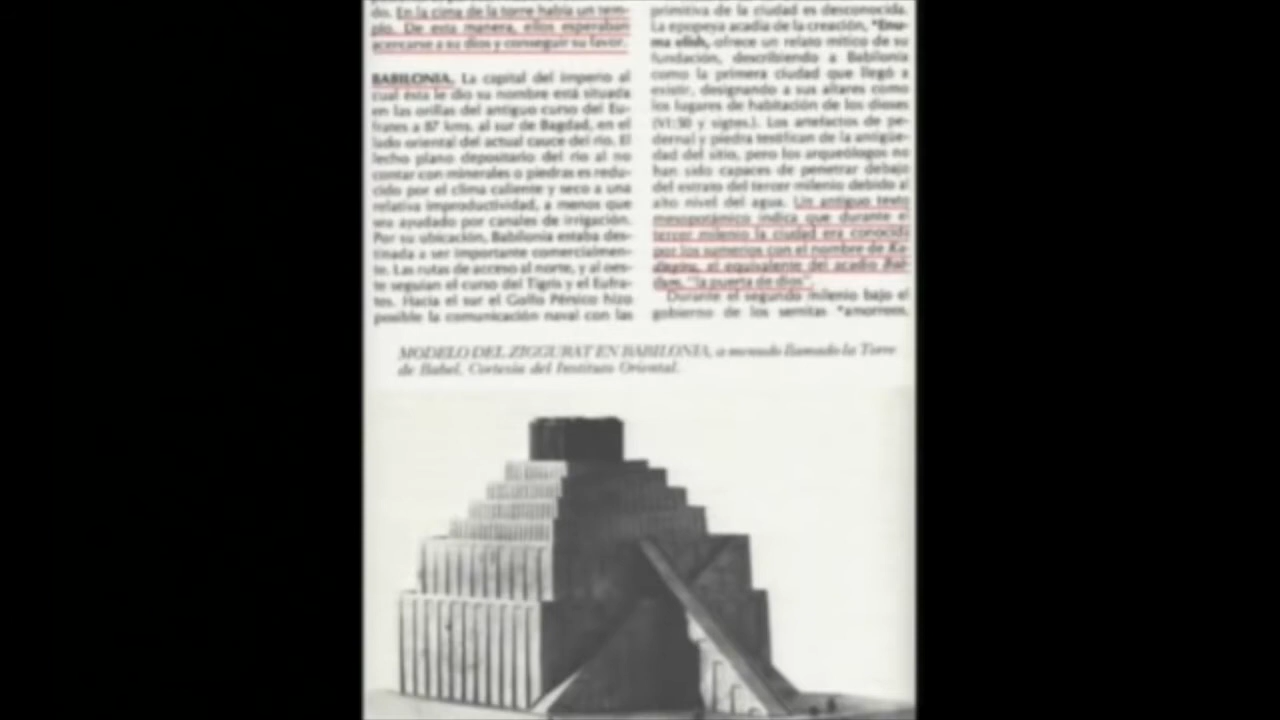 do. En la cima de la torre había un tem-
plo. De esta manera, ellos esperaban
acercarse a su dios y conseguir su favor.
BABILONIA. La capital del imperio al
cual ésta le dio su nombre está situada
en las orillas del antiguo curso del Eu-
frates a 87 kms. al sur de Bagdad, en el
lado oriental del actual cauce del río. El
lecho plano depositario del río al no
contar con minerales o piedras es redu-
cido por el clima caliente y seco a una
relativa improductividad, a menos que
sea ayudado por canales de irrigación.
Por su ubicación, Babilonia estaba des-
tinada a ser importante comercialmen-
te. Las rutas de acceso al norte, y al oes-
te seguían el curso del Tigris y el Eufra-
tes. Hacia el sur el Golfo Pérsico hizo
posible la comunicación naval con las
primitiva de la ciudad es desconocida.
La epopeya acadia de la creación, *Enu-
ma elish, ofrece un relato mítico de su
fundación, describiendo a Babilonia
como la primera ciudad que llegó a
existir, designando a sus altares como
los lugares de habitación de los dioses
(VI:50 y sigtes.). Los artefactos de pe-
dernal y piedra testifican de la antigüe-
dad del sitio, pero los arqueólogos no
han sido capaces de penetrar debajo
del estrato del tercer milenio debido al
alto nivel del agua. Un antiguo texto
mesopotámico indica que durante el
tercer milenio la ciudad era conocida
por los sumerios con el nombre de
el equivalente del acadio
"la puerta de dios".
Durante el segundo milenio bajo el
gobierno de los semitas *amorreos,
MODELO DEL ZIGGURAT EN BABILONIA, a menudo llamado la Torre
de Babel. Cortesía del Instituto Oriental.